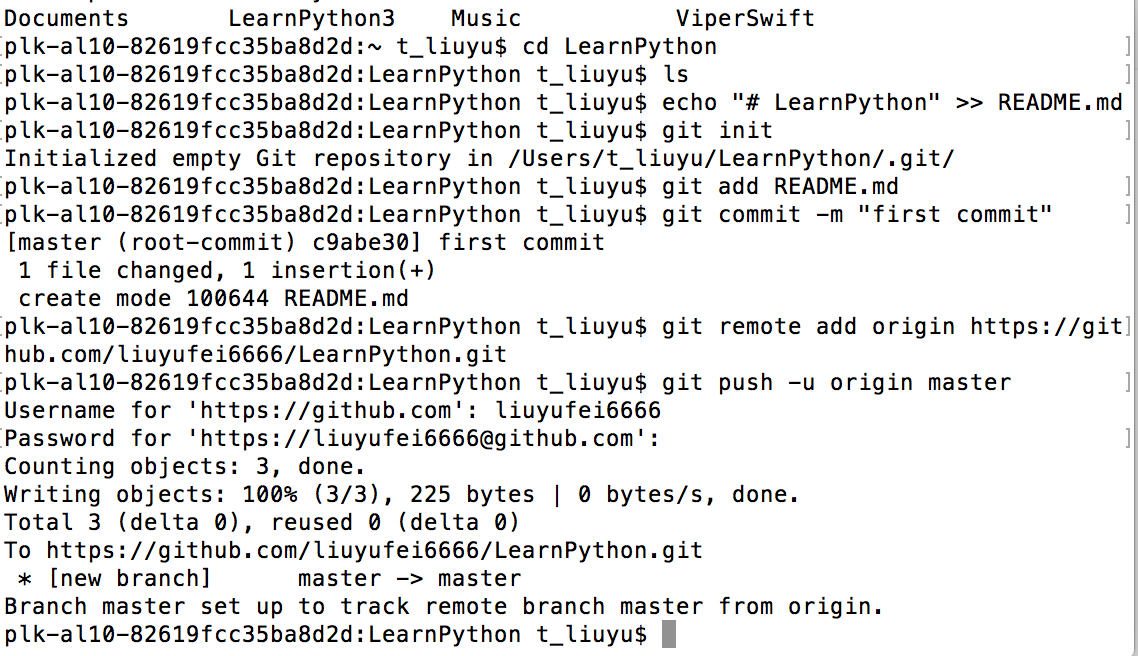 Documents        LearnPython3    Music           ViperSwift
[plk-al10-82619fcc35ba8d2d:~ t_liuyu$ cd LearnPython                            ]
[plk-al10-82619fcc35ba8d2d:LearnPython t_liuyu$ ls                              ]
[plk-al10-82619fcc35ba8d2d:LearnPython t_liuyu$ echo "# LearnPython" >> README.md
[plk-al10-82619fcc35ba8d2d:LearnPython t_liuyu$ git init                        ]
Initialized empty Git repository in /Users/t_liuyu/LearnPython/.git/
[plk-al10-82619fcc35ba8d2d:LearnPython t_liuyu$ git add README.md               ]
[plk-al10-82619fcc35ba8d2d:LearnPython t_liuyu$ git commit -m "first commit"    ]
[master (root-commit) c9abe30] first commit
 1 file changed, 1 insertion(+)
 create mode 100644 README.md
[plk-al10-82619fcc35ba8d2d:LearnPython t_liuyu$ git remote add origin https://git]
hub.com/liuyufei6666/LearnPython.git
[plk-al10-82619fcc35ba8d2d:LearnPython t_liuyu$ git push -u origin master       ]
Username for 'https://github.com': liuyufei6666
[Password for 'https://liuyufei6666@github.com':                                ]
Counting objects: 3, done.
Writing objects: 100% (3/3), 225 bytes | 0 bytes/s, done.
Total 3 (delta 0), reused 0 (delta 0)
To https://github.com/liuyufei6666/LearnPython.git
 * [new branch]      master -> master
Branch master set up to track remote branch master from origin.
plk-al10-82619fcc35ba8d2d:LearnPython t_liuyu$